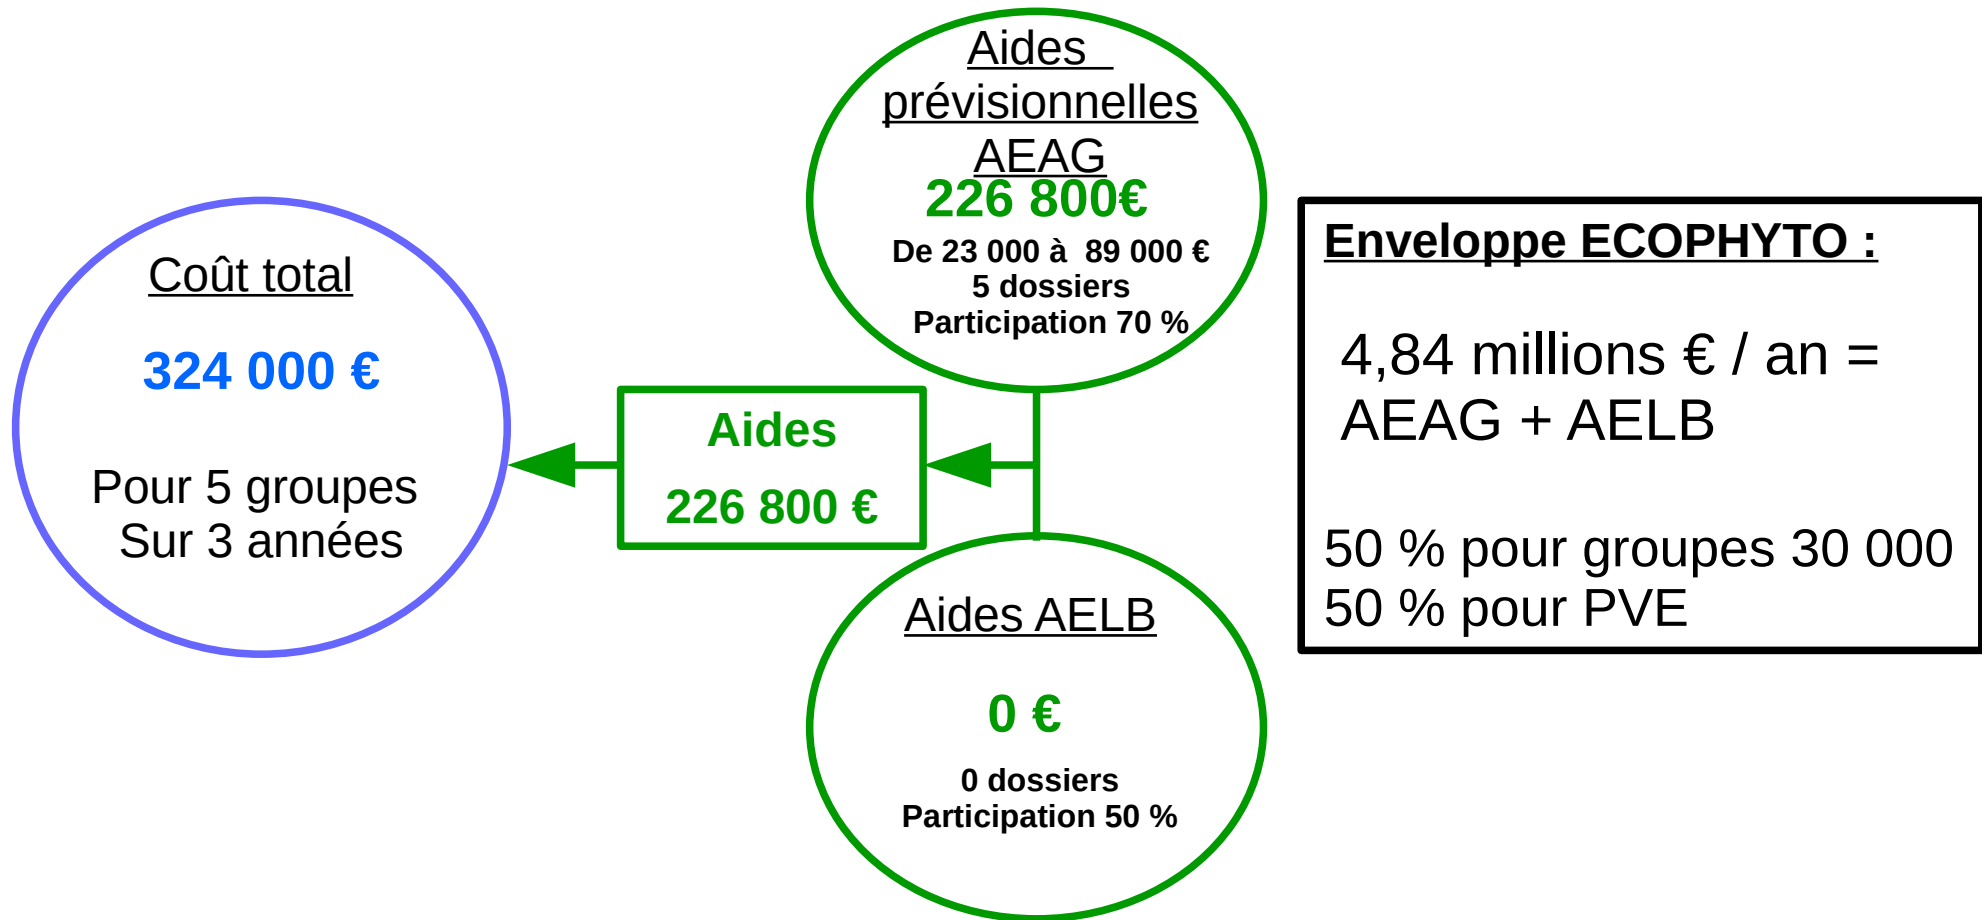 Coût total
324 000 €
Pour 5 groupes
Sur 3 années
Aides
226 800 €
Aides
prévisionnelles
AEAG
226 800€
De 23 000 à  89 000 €
5 dossiers
Participation 70 %
Aides AELB
0 €
0 dossiers
Participation 50 %
Enveloppe ECOPHYTO :
4,84 millions € / an =
AEAG + AELB
50 % pour groupes 30 000
50 % pour PVE